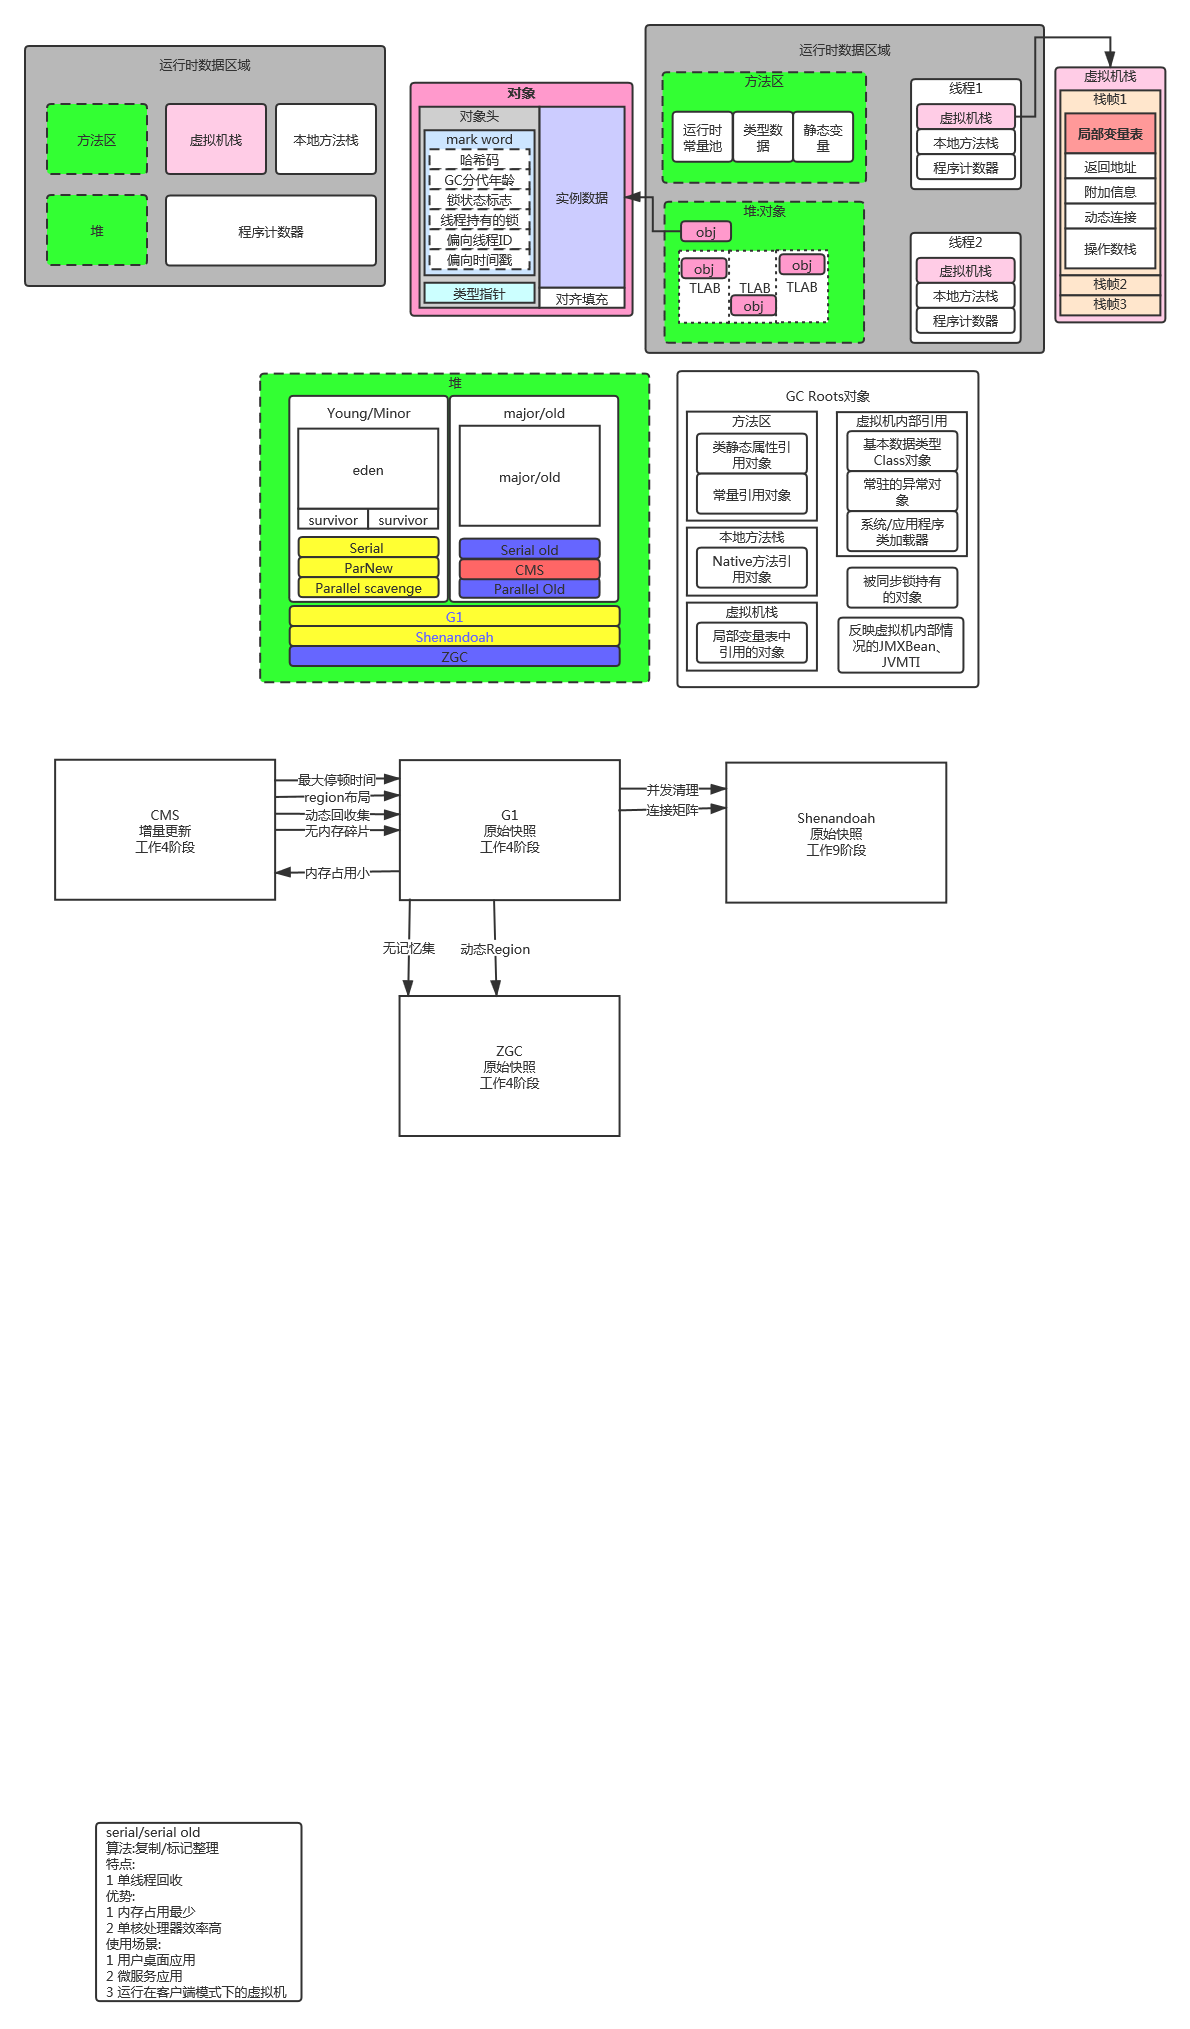 运行时数据区域
方法区
虚拟机栈
本地方法栈
堆
程序计数器
对象
对象头
mark word
哈希码
GC分代年龄
锁状态标志
线程持有的锁
偏向线程ID
偏向时间戳
类型指针
实例数据
对齐填充
运行时数据区域
方法区
运行时
常量池
类型数
据
静态变
量
堆:对象
obj
obj
TLAB
TLAB
obj
obj
TLAB
线程1
虚拟机栈
本地方法栈
程序计数器
线程2
虚拟机栈
本地方法栈
程序计数器
虚拟机栈
栈帧1
局部变量表
返回地址
附加信息
动态连接
操作数栈
栈帧2
栈帧3
堆
Young/Minor
eden
survivor
survivor
Serial
ParNew
Parallel scavenge
major/old
major/old
Serial old
CMS
Parallel Old
G1
Shenandoah
ZGC
GC Roots对象
方法区
类静态属性引
用对象
常量引用对象
本地方法栈
Native方法引
用对象
虚拟机栈
局部变量表中
引用的对象
虚拟机内部引用
基本数据类型
Class对象
常驻的异常对
象
系统/应用程序
类加载器
被同步锁持有
的对象
反映虚拟机内部情
况的JMXBean、
JVMTI
CMS
增量更新
工作4阶段
最大停顿时间
region布局
动态回收集
无内存碎片
内存占用小
G1
原始快照
工作4阶段
并发清理
连接矩阵
Shenandoah
原始快照
工作9阶段
无记忆集
动态Region
ZGC
原始快照
工作4阶段
serial/serial old
算法:复制/标记整理
特点:
1 单线程回收
优势:
1 内存占用最少
2 单核处理器效率高
使用场景:
1 用户桌面应用
2 微服务应用
3 运行在客户端模式下的虚拟机